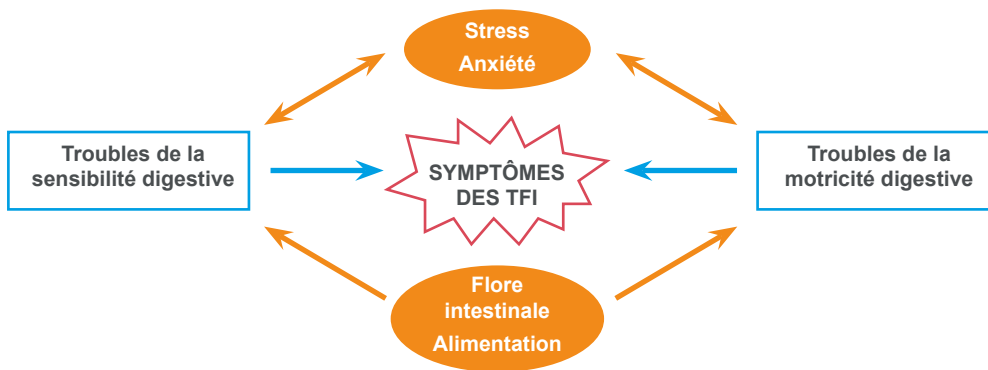 Stress
Anxiété
Troubles de la
sensibilité digestive
SYMPTÔMES
DES TFI
Troubles de la
motricité digestive
Flore
intestinale
Alimentation